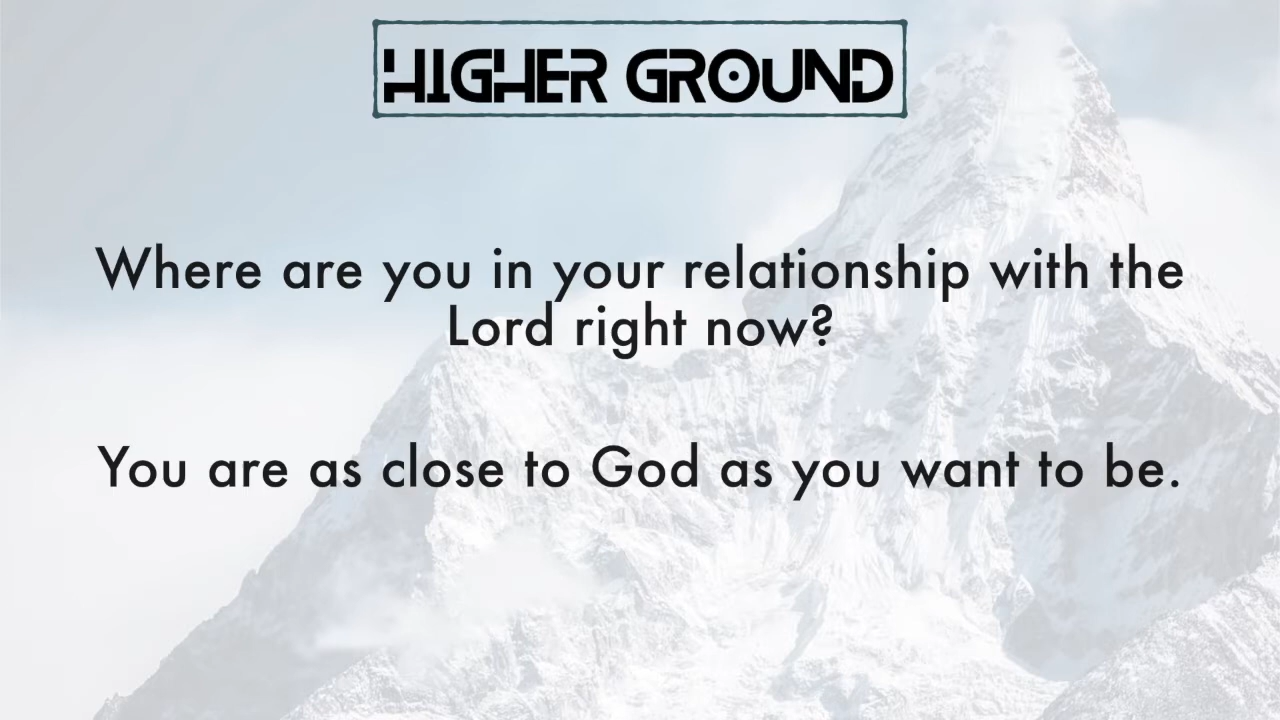 HIGHER GROUND
Where are you in your relationship with the
Lord right now?
You are as close to God as you want to be.